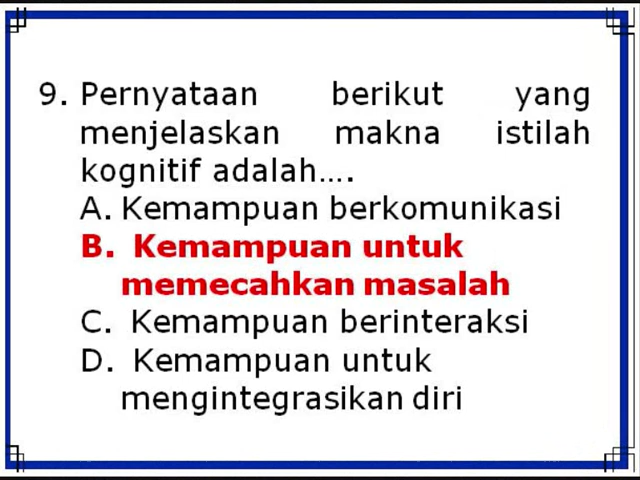 9. Pernyataan berikut yang
menjelaskan makna istilah
kognitif adalah....
A. Kemampuan berkomunikasi
B. Kemampuan untuk
memecahkan masalah
C. Kemampuan berinteraksi
D. Kemampuan untuk
mengintegrasikan diri